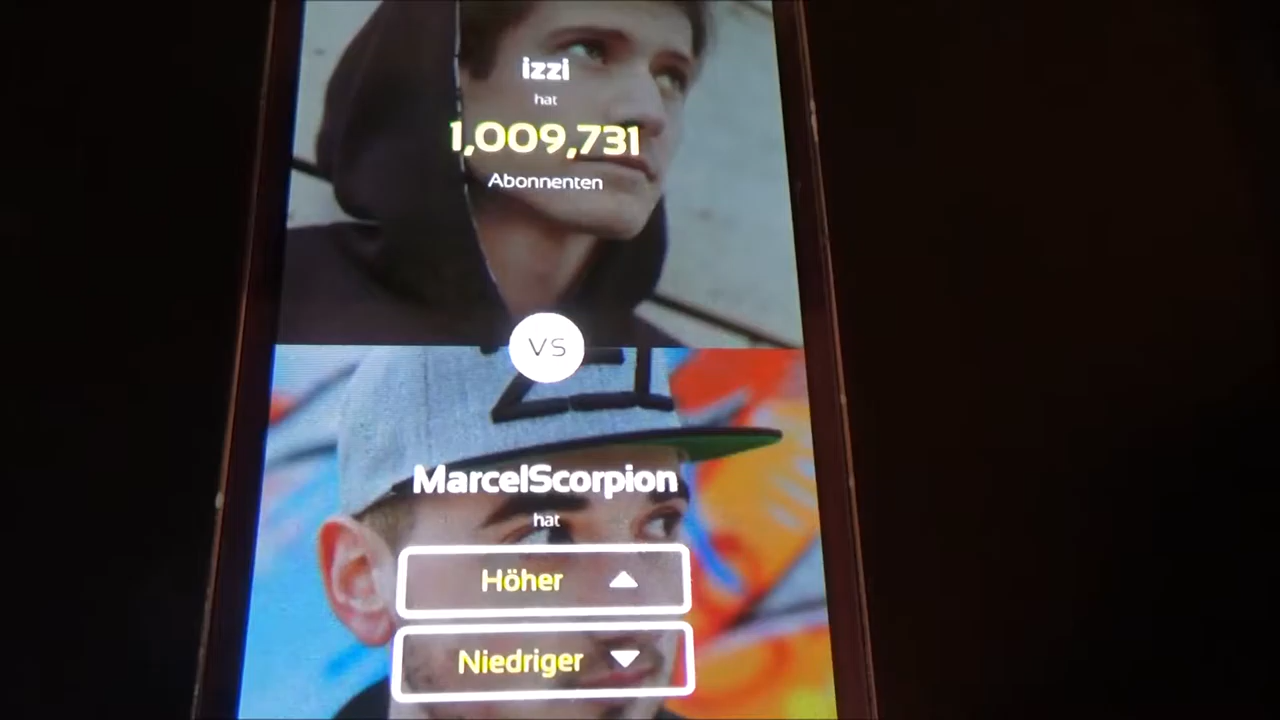 izzi
hat
1,009,731
Abonnenten
VS
MarcelScorpion
hat
Höher
Niedriger